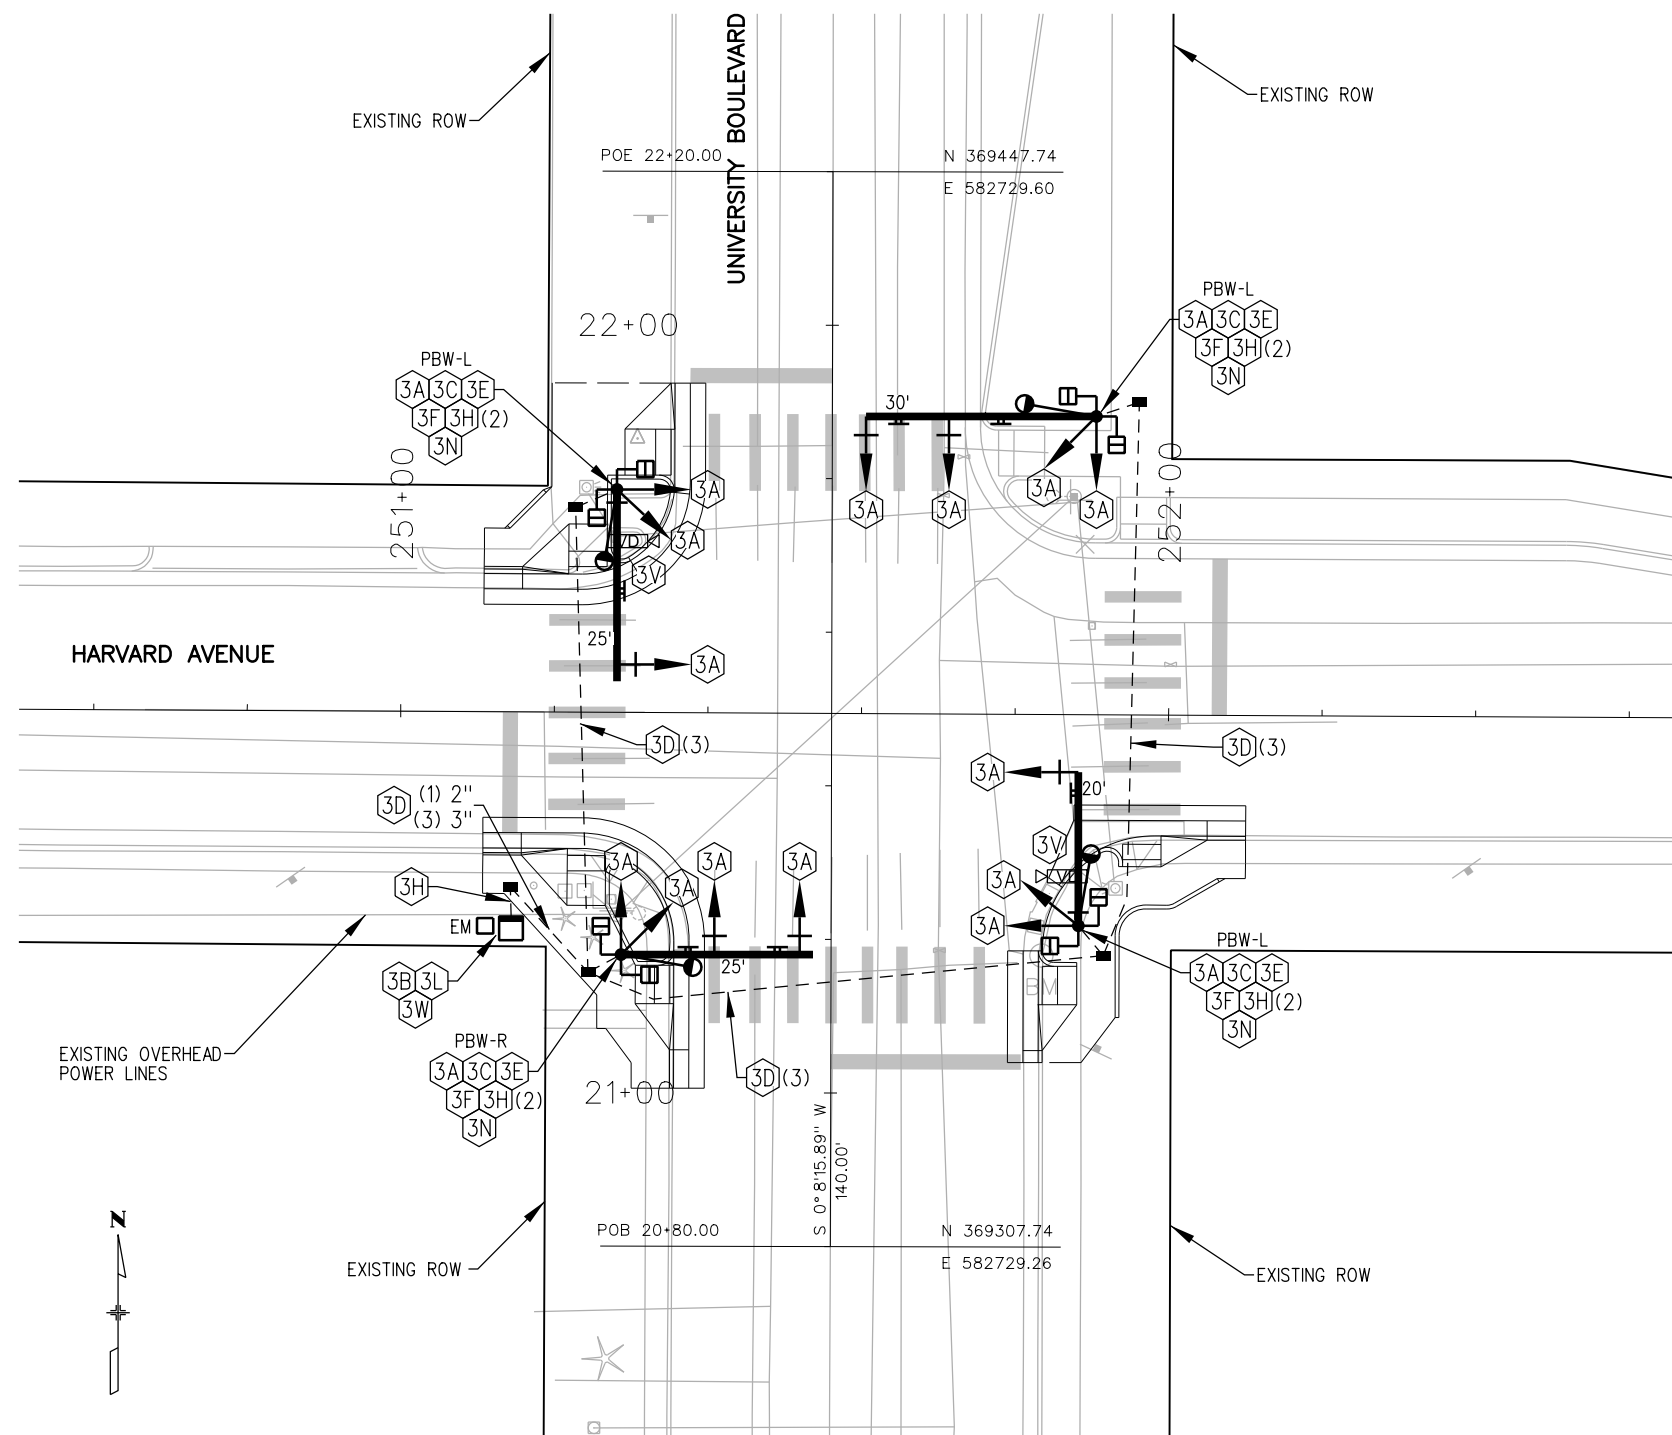 UNIVERSITY BOULEVARD
EXISTING ROW
EXISTING ROW
POE 22+20.00
N 369447.74
E 582729.60
22+00
PBW-L
3A 3C 3E
3F 3H (2)
3N
PBW-L
3A 3C 3E
3F 3H (2)
3N
30'
251+00
252+00
3A
3A
3A
3A
3A
3A
VD
3V
25'
3A
HARVARD AVENUE
3D (3)
3D (3)
3D (1) 2"
(3) 3"
3A
20'
3V
VD
3A
3A
3A
3A
3A
3A
3H
EM
25'
BM
3B 3L
3W
PBW-L
3A 3C 3E
3F 3H (2)
3N
EXISTING OVERHEAD
POWER LINES
PBW-R
3A 3C 3E
3F 3H (2)
3N
3D (3)
21+00
S 0°8'15.89" W
140.00'
N
POB 20+80.00
N 369307.74
E 582729.26
EXISTING ROW
EXISTING ROW